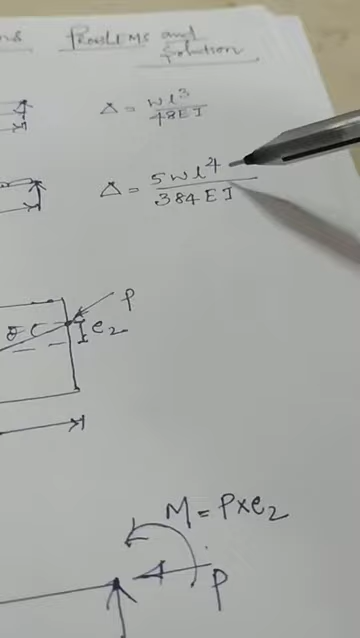 PROBLEMS and
Solution
Δ = Wl³/48EI
Δ = 5wl⁴/384EI
P
e₂
M = P×e₂
P